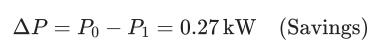 ΔP = P₀ − P₁ = 0.27 kW (Savings)